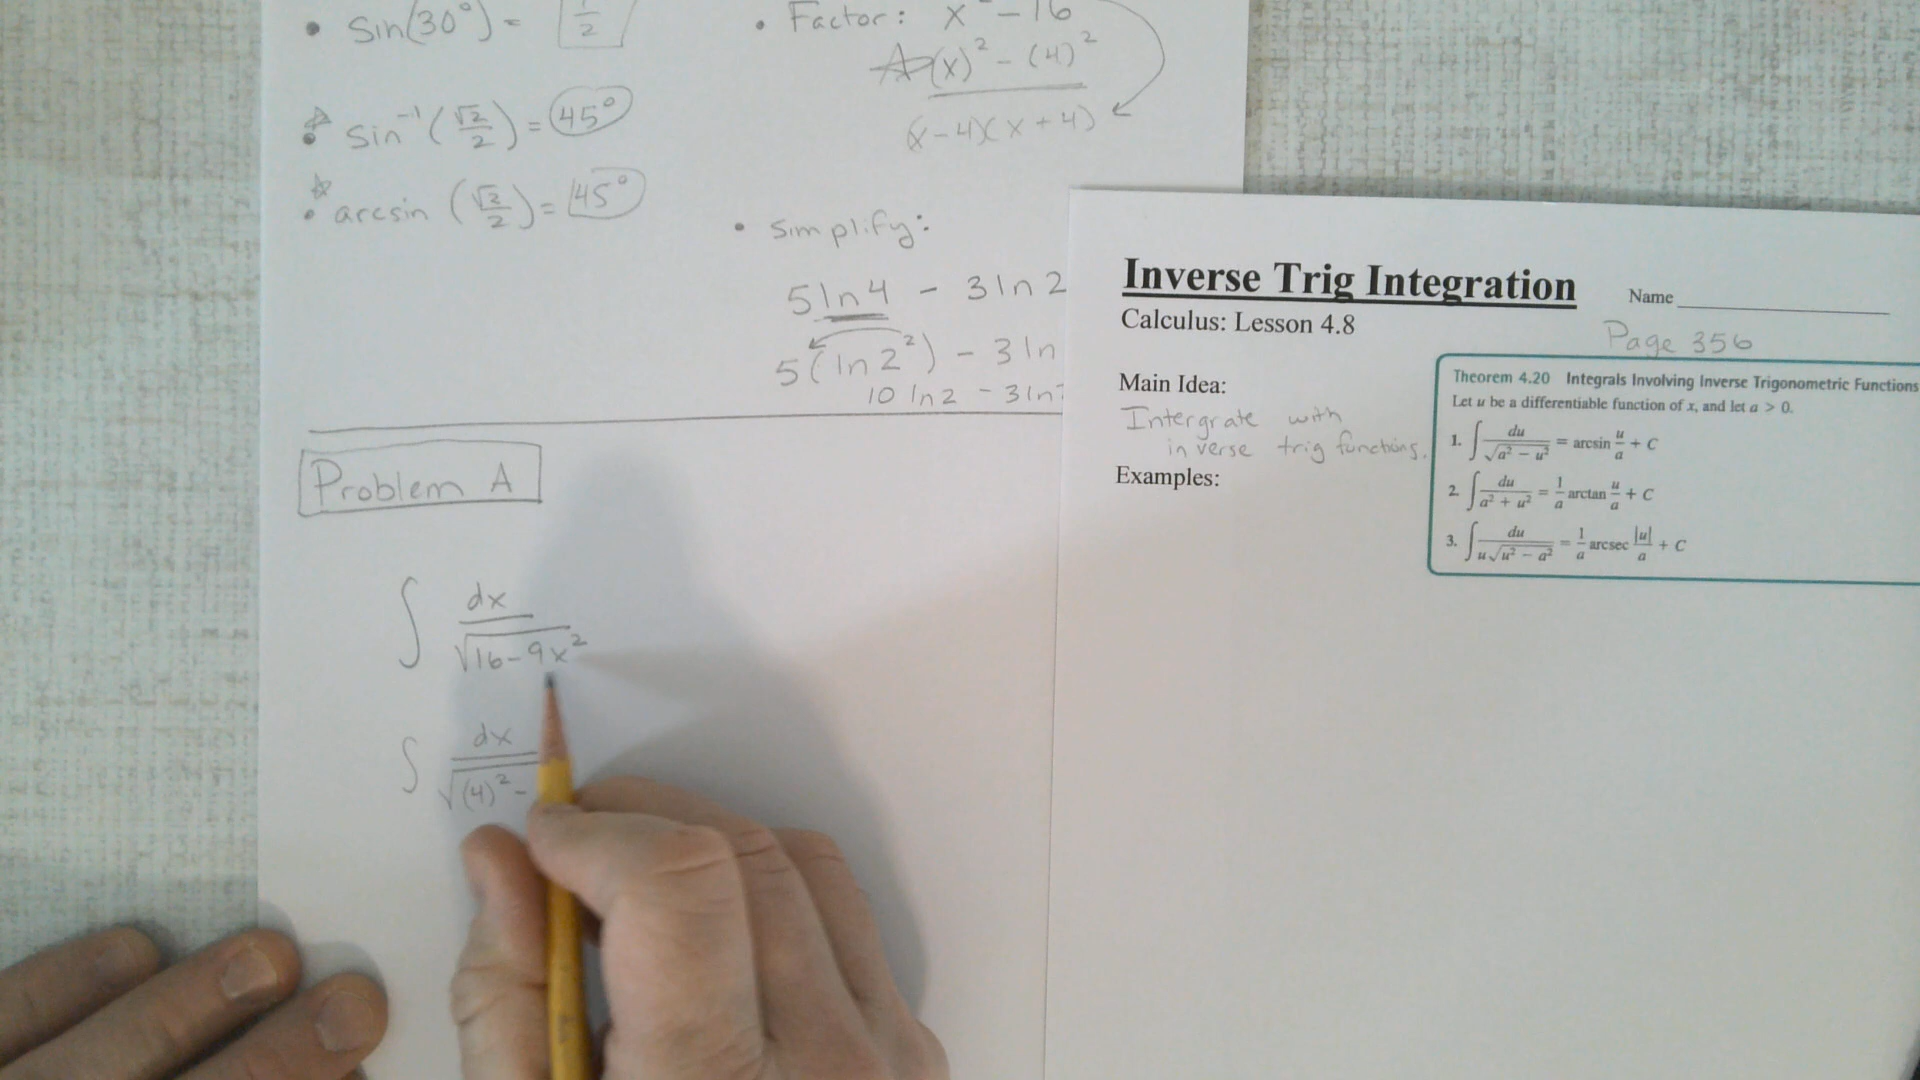 • Sin(30°) = 1/2
• sin⁻¹(√2/2) = 45°
• arcsin (√2/2) = 45°
• Factor: x² – 16
(x)² – (4)²
(x – 4)(x + 4)
• Simplify:
5 ln 4 – 3 ln 2
5(ln 2²) – 3 ln
10 ln 2 – 3 ln
Problem A
∫ dx / √16 – 9x²
∫ dx / √(4)² –
Inverse Trig Integration
Name
Calculus: Lesson 4.8
Page 356
Main Idea:
Intergrate with
inverse trig functions.
Examples:
Theorem 4.20 Integrals Involving Inverse Trigonometric Functions
Let u be a differentiable function of x, and let a > 0.
1. ∫ du / √a² – u² = arcsin u/a + C
2. ∫ du / a² + u² = 1/a arctan u/a + C
3. ∫ du / u√u² – a² = 1/a arcsec |u|/a + C